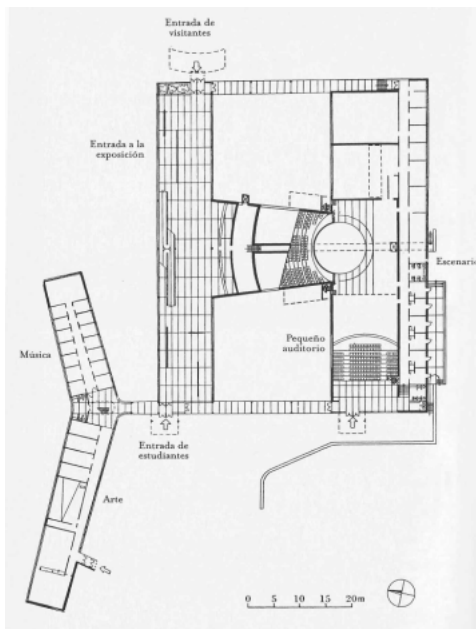 Entrada de
visitantes
Entrada a la
exposición
Escenario
Música
Pequeño
auditorio
Entrada de
estudiantes
Arte
0 5 10 15 20m